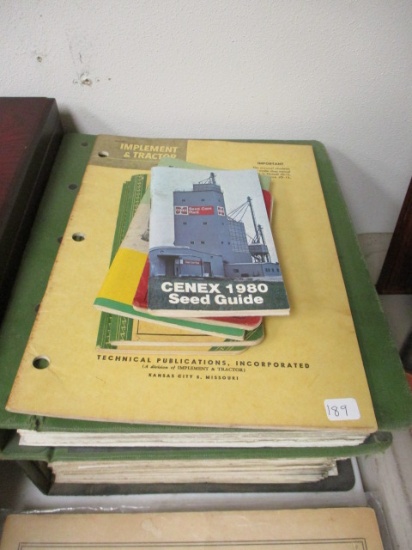 IMPLEMENT
& TRACTOR
IMPORTANT
CENEX 1980
Seed Guide
TECHNICAL PUBLICATIONS, INCORPORATED
(A division of IMPLEMENT & TRACTOR)
KANSAS CITY 5, MISSOURI
189